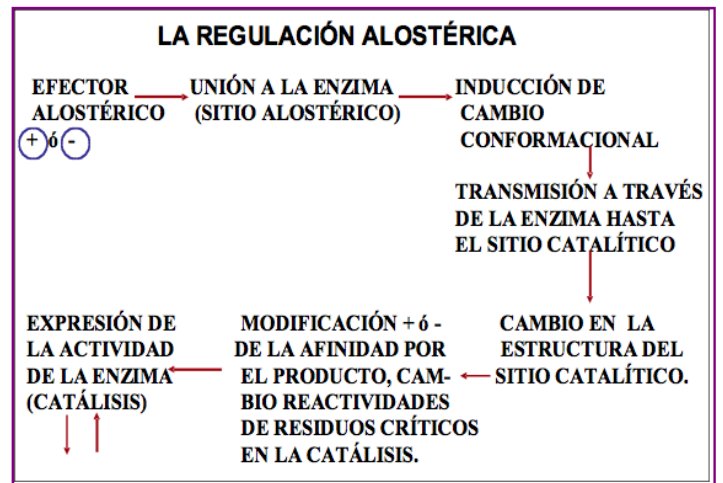 LA REGULACIÓN ALOSTÉRICA
EFECTOR
ALOSTÉRICO
+ ó -
UNIÓN A LA ENZIMA
(SITIO ALOSTÉRICO)
INDUCCIÓN DE
CAMBIO
CONFORMACIONAL
TRANSMISIÓN A TRAVÉS
DE LA ENZIMA HASTA
EL SITIO CATALÍTICO
CAMBIO EN LA
ESTRUCTURA DEL
SITIO CATALÍTICO.
MODIFICACIÓN + ó -
DE LA AFINIDAD POR
EL PRODUCTO, CAM-
BIO REACTIVIDADES
DE RESIDUOS CRÍTICOS
EN LA CATÁLISIS.
EXPRESIÓN DE
LA ACTIVIDAD
DE LA ENZIMA
(CATÁLISIS)